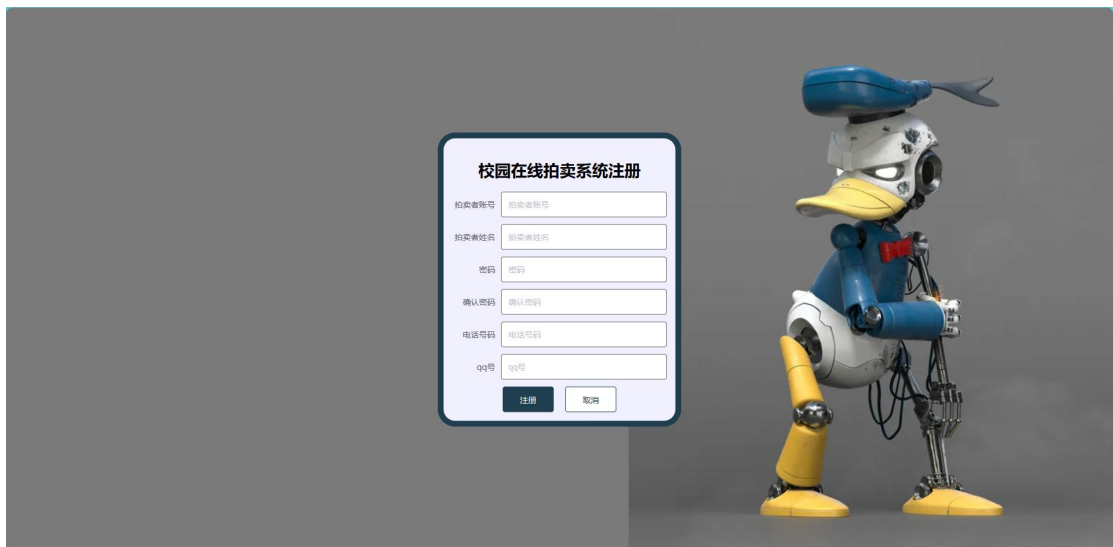 校园在线拍卖系统注册
拍卖者账号 拍卖者账号
拍卖者姓名 拍卖者姓名
密码 密码
确认密码 确认密码
电话号码 电话号码
qq号 qq号
注册 取消